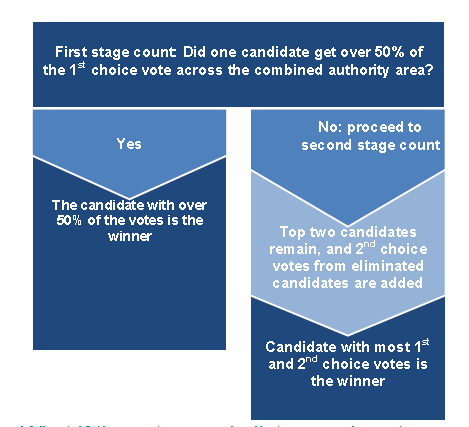 First stage count: Did one candidate get over 50% of
the 1st choice vote across the combined authority area?
Yes
The candidate with over
50% of the votes is the
winner
No: proceed to
second stage count
Top two candidates
remain, and 2nd choice
votes from eliminated
candidates are added
Candidate with most 1st
and 2nd choice votes is
the winner